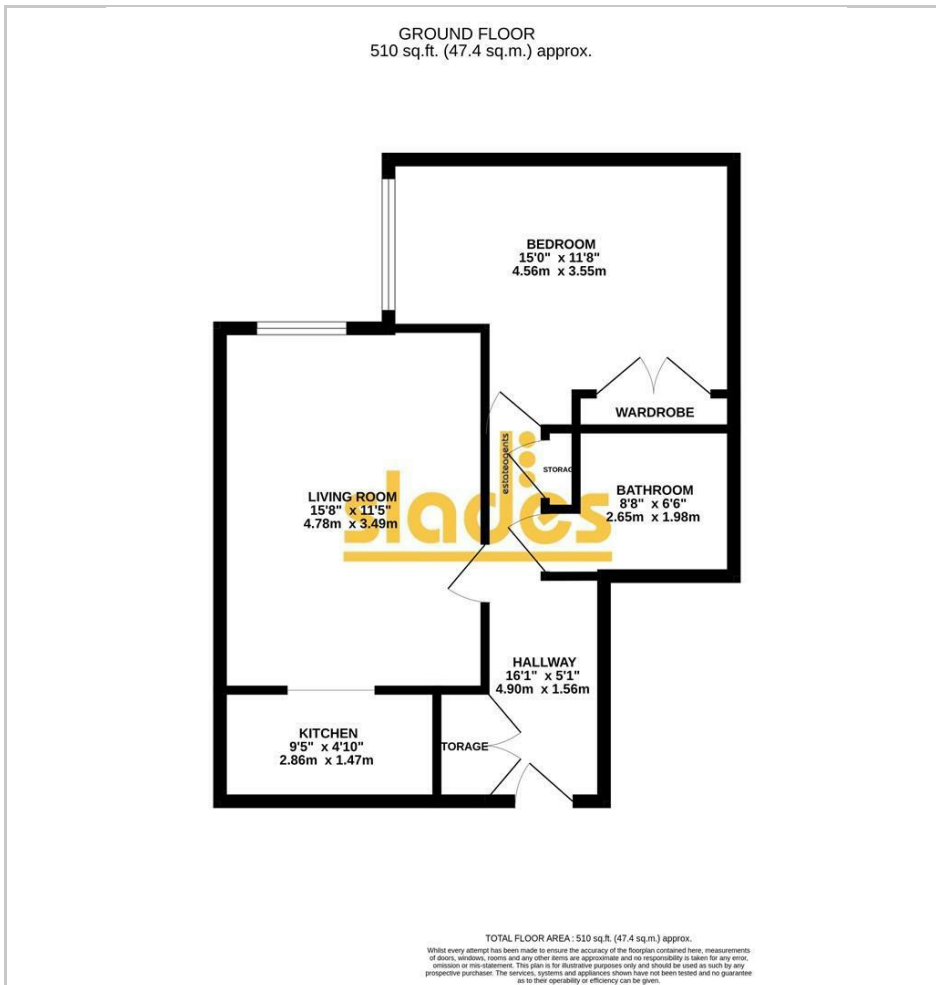 GROUND FLOOR
510 sq.ft. (47.4 sq.m.) approx.
BEDROOM
15'0" x 11'8"
4.56m x 3.55m
WARDROBE
estateagents
STORAG
BATHROOM
8'8" x 6'6"
2.65m x 1.98m
LIVING ROOM
15'8" x 11'5"
4.78m x 3.49m
slades
HALLWAY
16'1" x 5'1"
4.90m x 1.56m
KITCHEN
9'5" x 4'10"
2.86m x 1.47m
TORAGE
TOTAL FLOOR AREA : 510 sq.ft. (47.4 sq.m.) approx.
Whilst every attempt has been made to ensure the accuracy of the floorplan contained here, measurements
of doors, windows, rooms and any other items are approximate and no responsibility is taken for any error,
omission or mis-statement. This plan is for illustrative purposes only and should be used as such by any
prospective purchaser. The services, systems and appliances shown have not been tested and no guarantee
as to their operability or efficiency can be given.